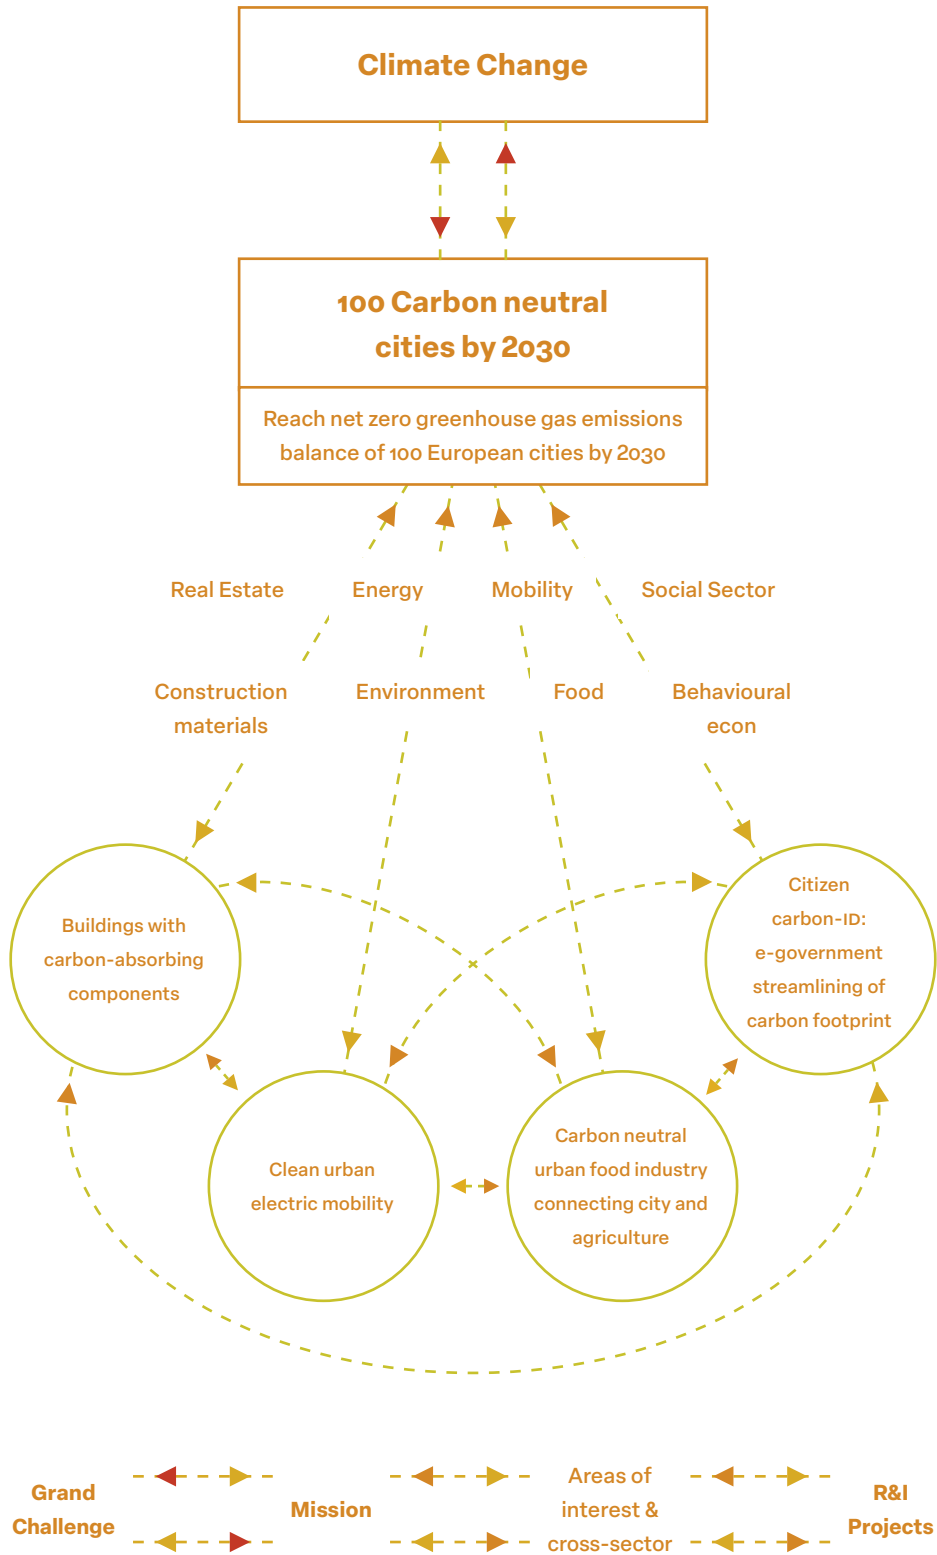 Climate Change
100 Carbon neutral
cities by 2030
Reach net zero greenhouse gas emissions
balance of 100 European cities by 2030
Real Estate
Energy
Mobility
Social Sector
Construction
materials
Environment
Food
Behavioural
econ
Buildings with
carbon-absorbing
components
Citizen
carbon-ID:
e-government
streamlining of
carbon footprint
Clean urban
electric mobility
Carbon neutral
urban food industry
connecting city and
agriculture
Grand
Challenge
Mission
Areas of
interest &
cross-sector
R&I
Projects